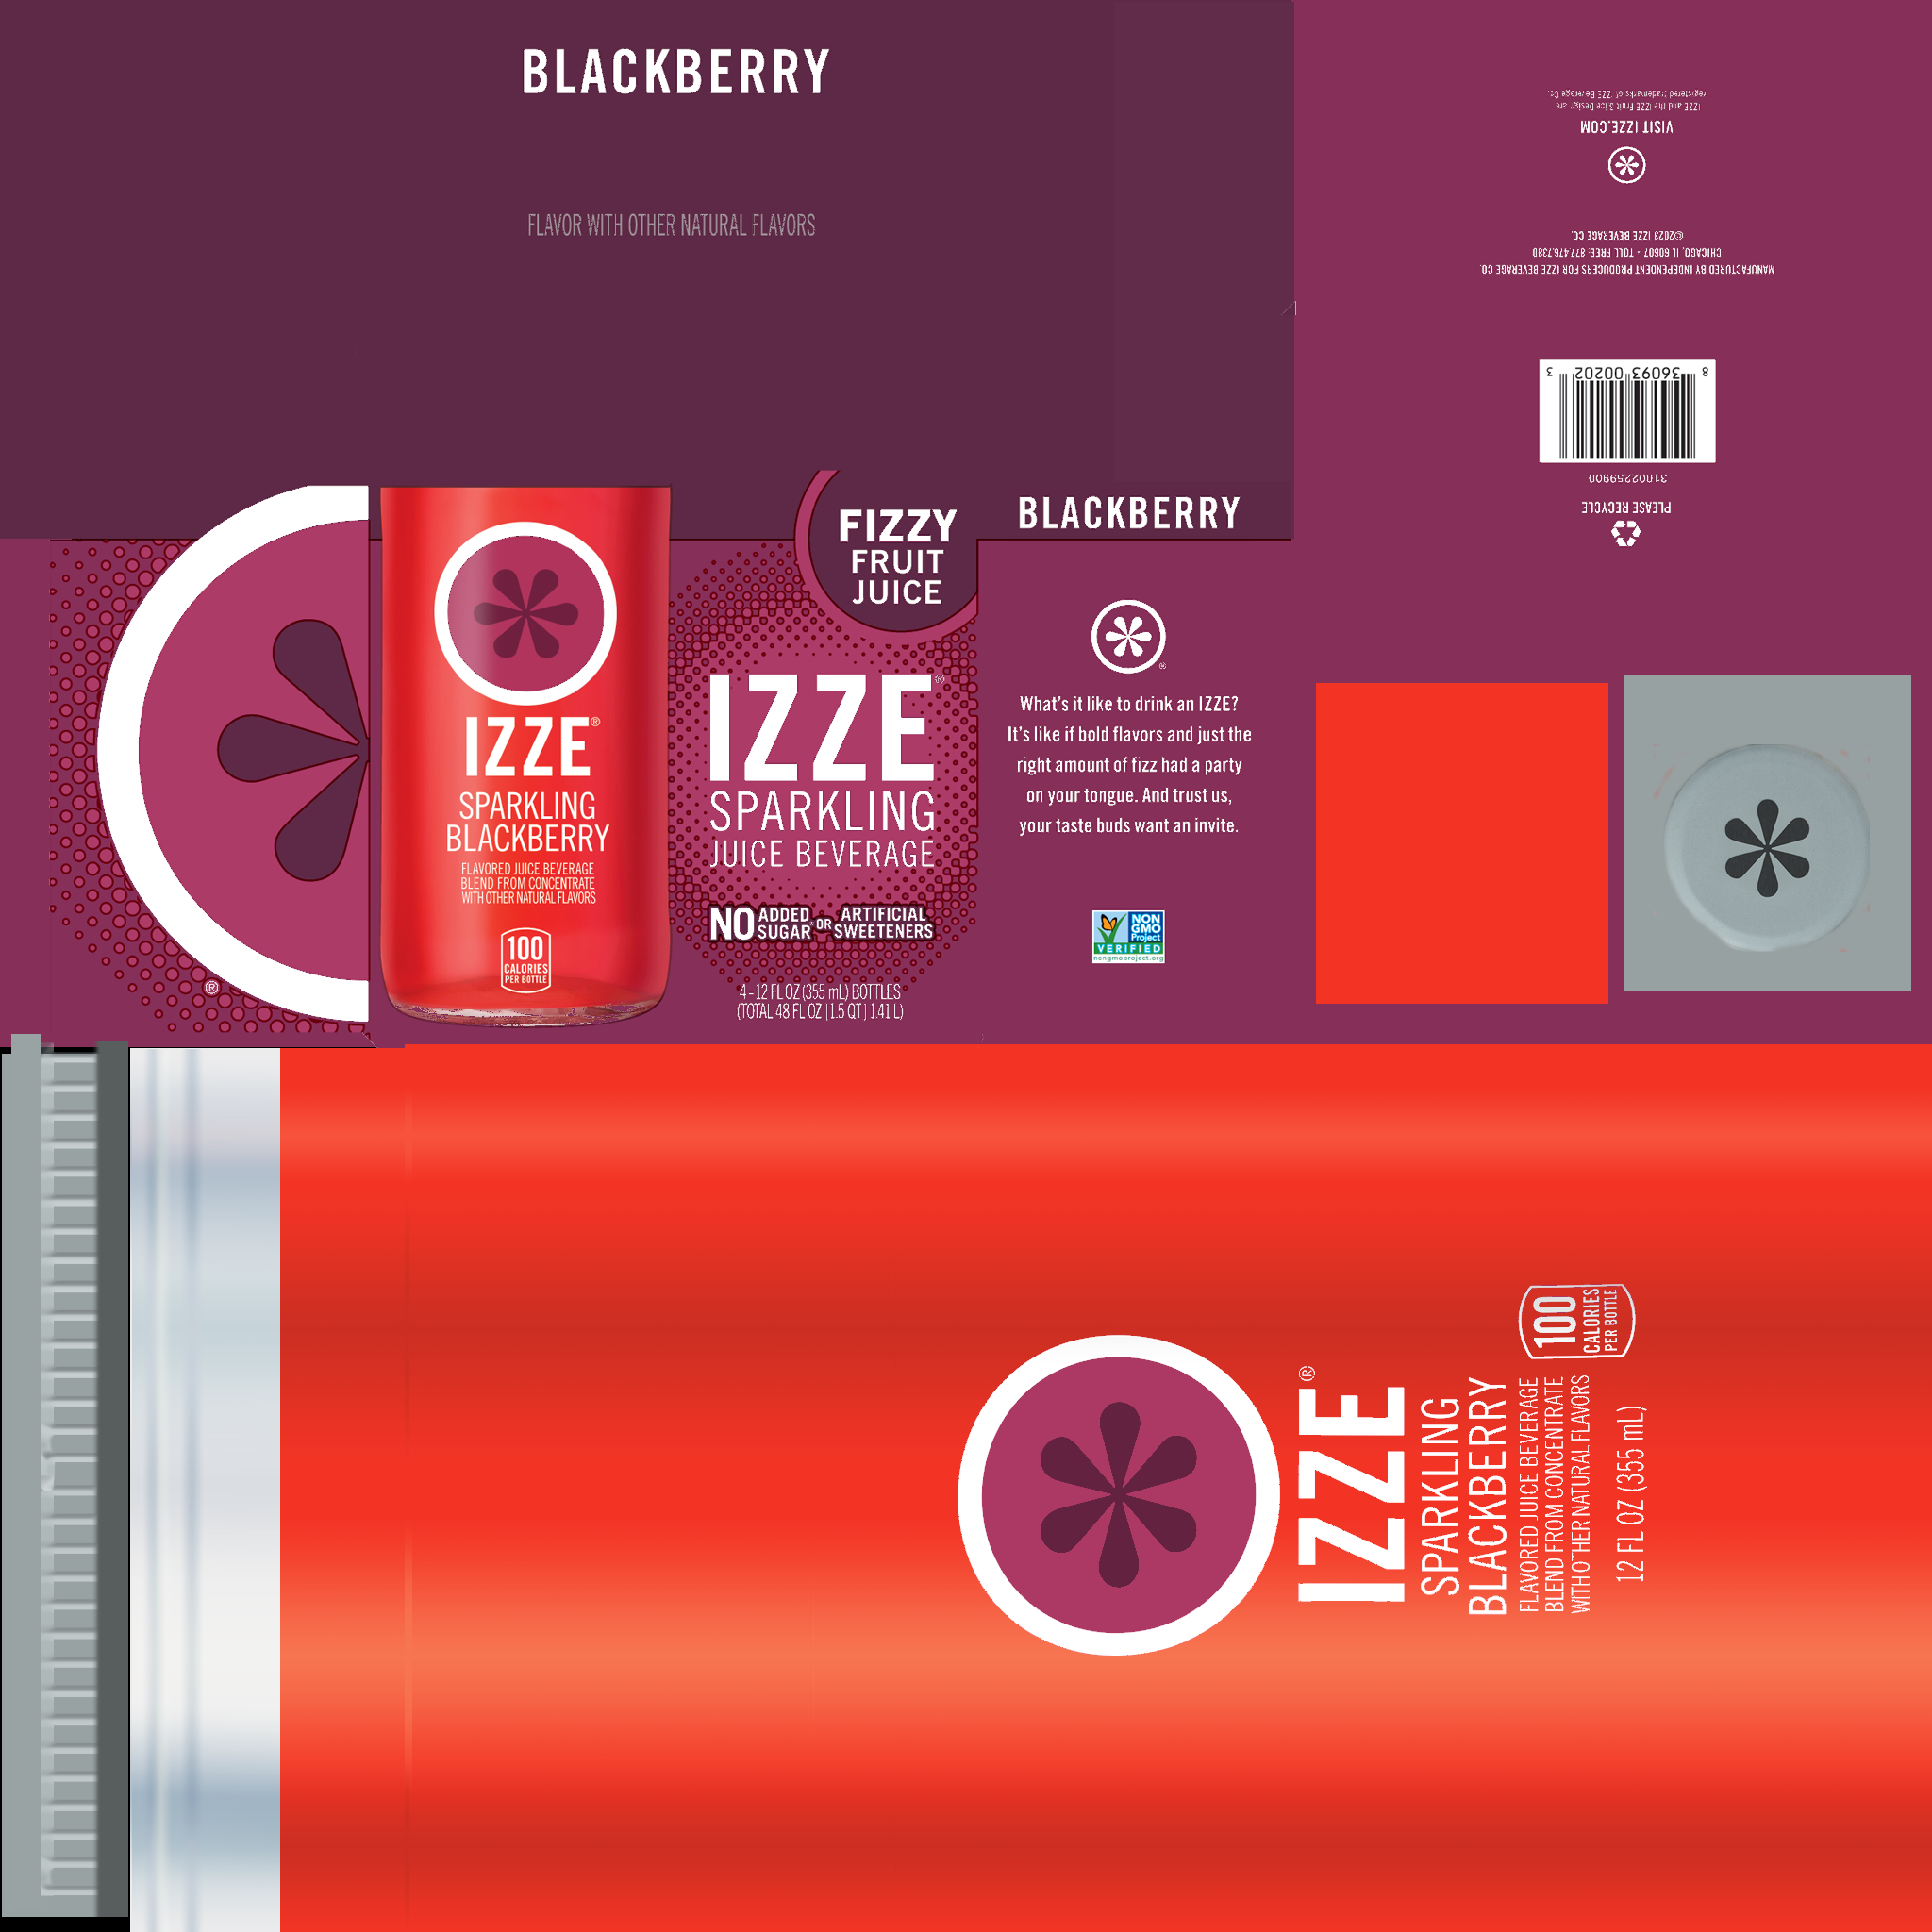 BLACKBERRY
FLAVOR WITH OTHER NATURAL FLAVORS
IZZE and the IZZE Fruit Slice Design are
registered trademarks of IZZE Beverage Co.
VISIT IZZE.COM
MANUFACTURED BY INDEPENDENT PRODUCERS FOR IZZE BEVERAGE CO.
CHICAGO, IL 60607 - TOLL FREE: 877.476.7380
©2023 IZZE BEVERAGE CO.
8 36093 00202 3
31002259900
PLEASE RECYCLE
®
IZZE®
SPARKLING
BLACKBERRY
FLAVORED JUICE BEVERAGE
BLEND FROM CONCENTRATE
WITH OTHER NATURAL FLAVORS
100
CALORIES
PER BOTTLE
FIZZY
FRUIT
JUICE
IZZE®
SPARKLING
JUICE BEVERAGE
NO ADDED SUGAR OR ARTIFICIAL SWEETENERS
4-12 FL OZ (355 mL) BOTTLES
(TOTAL 48 FL OZ | 1.5 QT | 1.41 L)
BLACKBERRY
®
What's it like to drink an IZZE?
It's like if bold flavors and just the
right amount of fizz had a party
on your tongue. And trust us,
your taste buds want an invite.
NON
GMO
Project
VERIFIED
nongmoproject.org
IZZE®
SPARKLING
BLACKBERRY
FLAVORED JUICE BEVERAGE
BLEND FROM CONCENTRATE
WITH OTHER NATURAL FLAVORS
12 FL OZ (355 mL)
100
CALORIES
PER BOTTLE